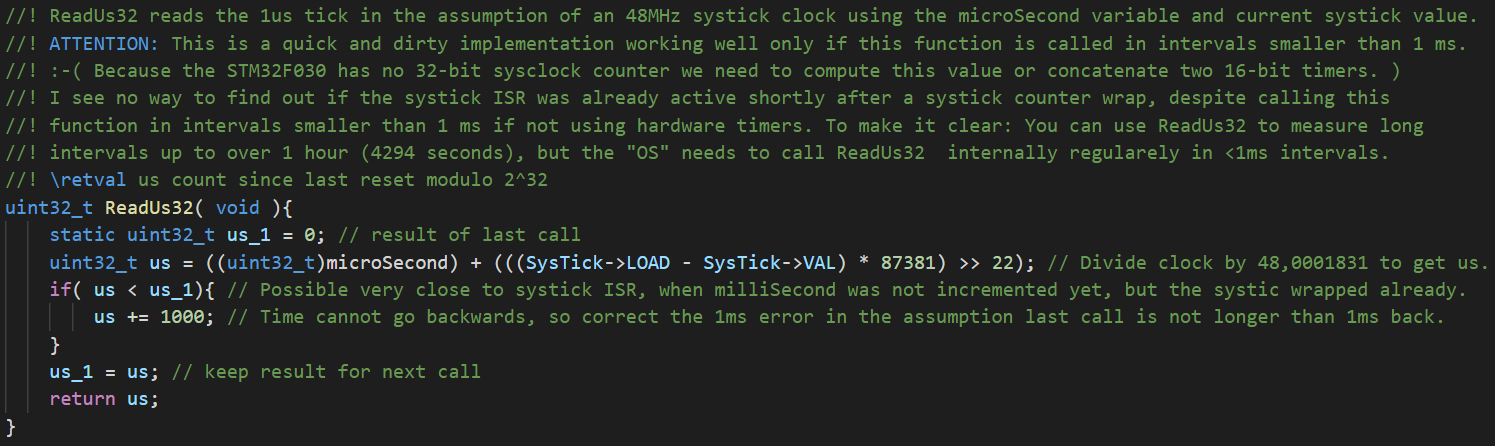 //! ReadUs32 reads the 1us tick in the assumption of an 48MHz systick clock using the microSecond variable and current systick value.
//! ATTENTION: This is a quick and dirty implementation working well only if this function is called in intervals smaller than 1 ms.
//! :-( Because the STM32F030 has no 32-bit sysclock counter we need to compute this value or concatenate two 16-bit timers. )
//! I see no way to find out if the systick ISR was already active shortly after a systick counter wrap, despite calling this
//! function in intervals smaller than 1 ms if not using hardware timers. To make it clear: You can use ReadUs32 to measure long
//! intervals up to over 1 hour (4294 seconds), but the "OS" needs to call ReadUs32  internally regularely in <1ms intervals.
//! \retval us count since last reset modulo 2^32
uint32_t ReadUs32( void ){
    static uint32_t us_1 = 0; // result of last call
    uint32_t us = ((uint32_t)microSecond) + (((SysTick->LOAD - SysTick->VAL) * 87381) >> 22); // Divide clock by 48,0001831 to get us.
    if( us < us_1){ // Possible very close to systick ISR, when milliSecond was not incremented yet, but the systic wrapped already.
        us += 1000; // Time cannot go backwards, so correct the 1ms error in the assumption last call is not longer than 1ms back.
    }
    us_1 = us; // keep result for next call
    return us;
}